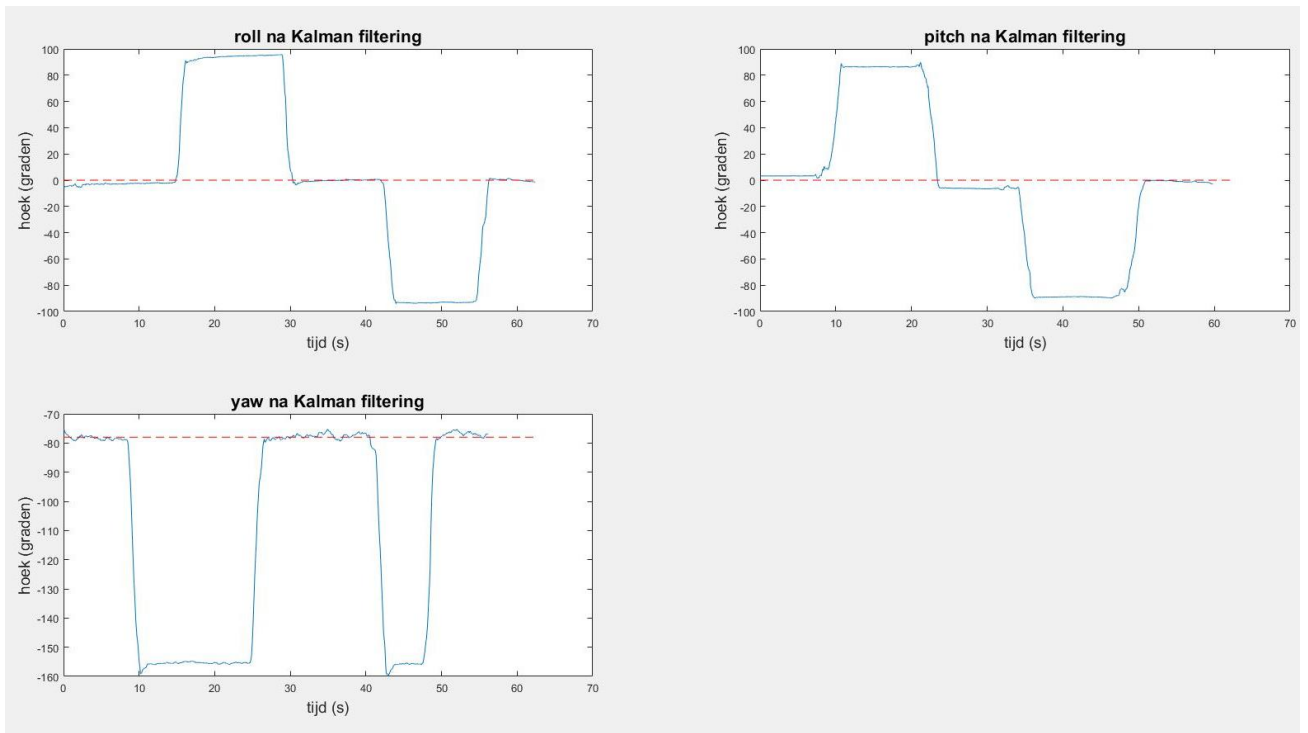 roll na Kalman filtering
100
80
60
40
20
0
-20
-40
-60
-80
-100
hoek (graden)
0 10 20 30 40 50 60 70
tijd (s)
pitch na Kalman filtering
100
80
60
40
20
0
-20
-40
-60
-80
-100
hoek (graden)
0 10 20 30 40 50 60 70
tijd (s)
yaw na Kalman filtering
-70
-80
-90
-100
-110
-120
-130
-140
-150
-160
hoek (graden)
0 10 20 30 40 50 60 70
tijd (s)